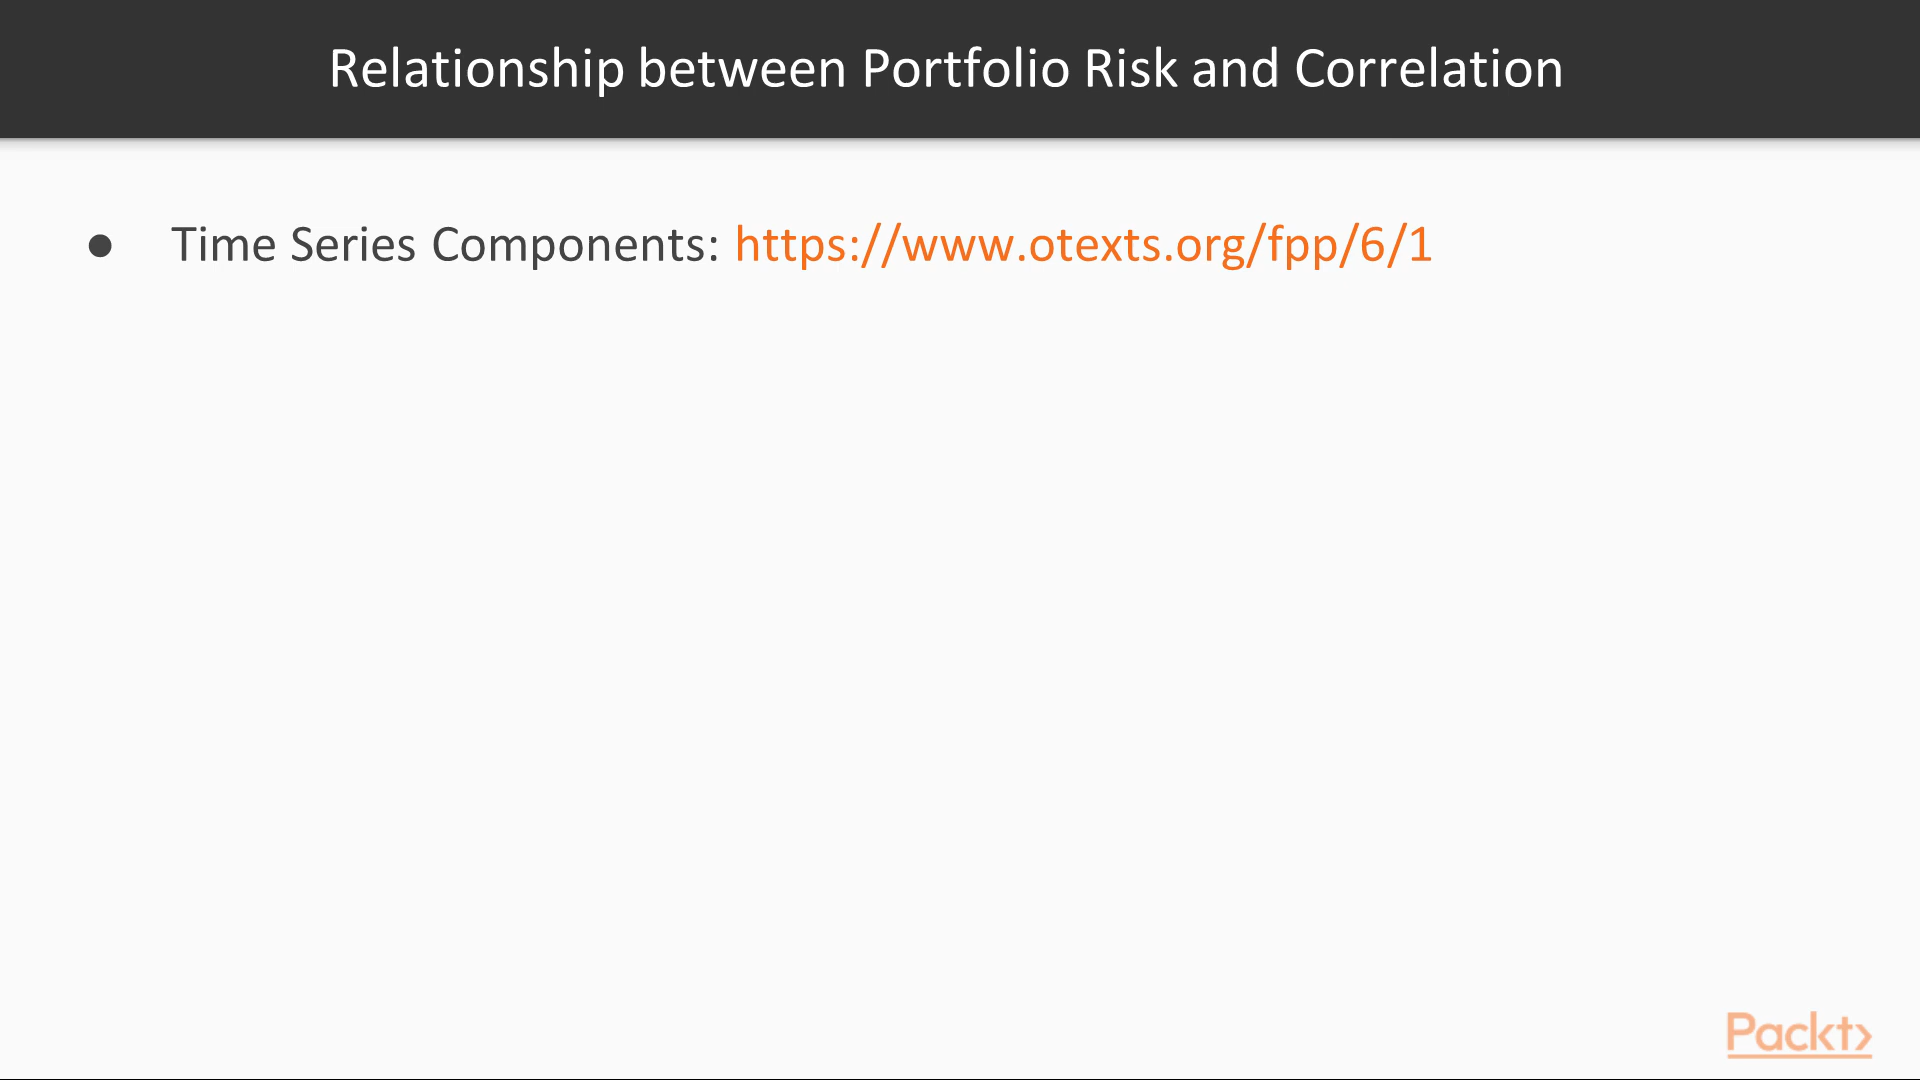 Relationship between Portfolio Risk and Correlation
● Time Series Components: https://www.otexts.org/fpp/6/1
Packt>